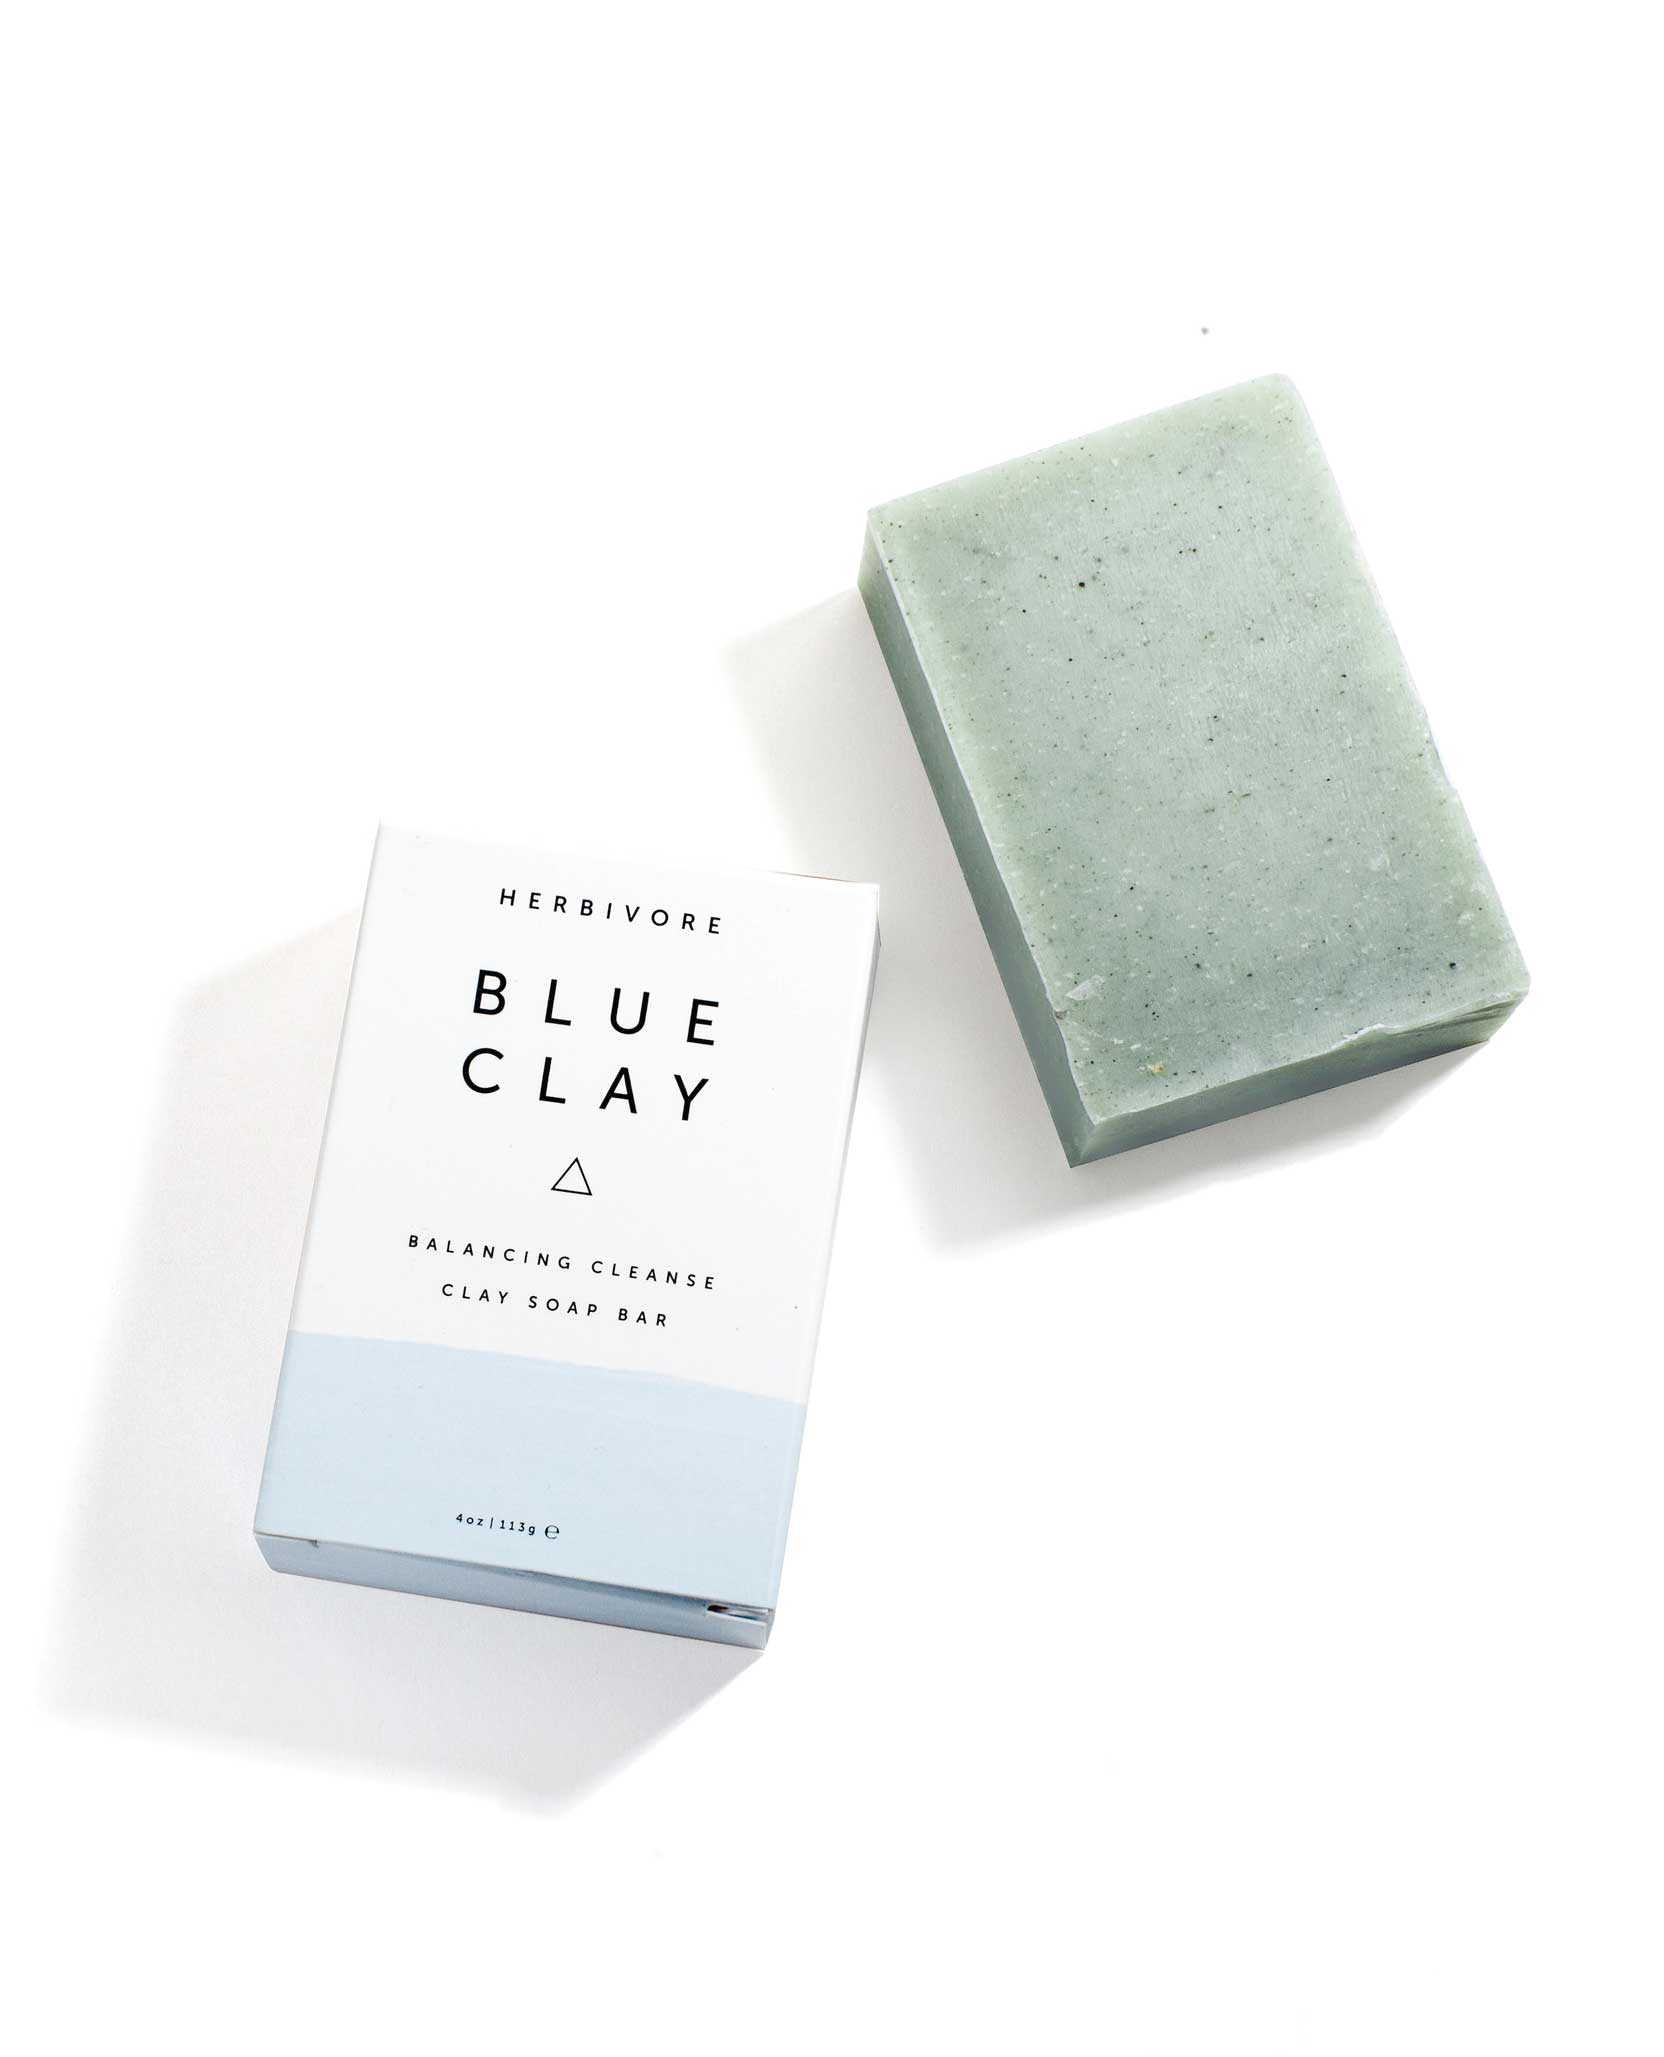 HERBIVORE
BLUE
CLAY
BALANCING CLEANSE
CLAY SOAP BAR
4oz | 113g ℮